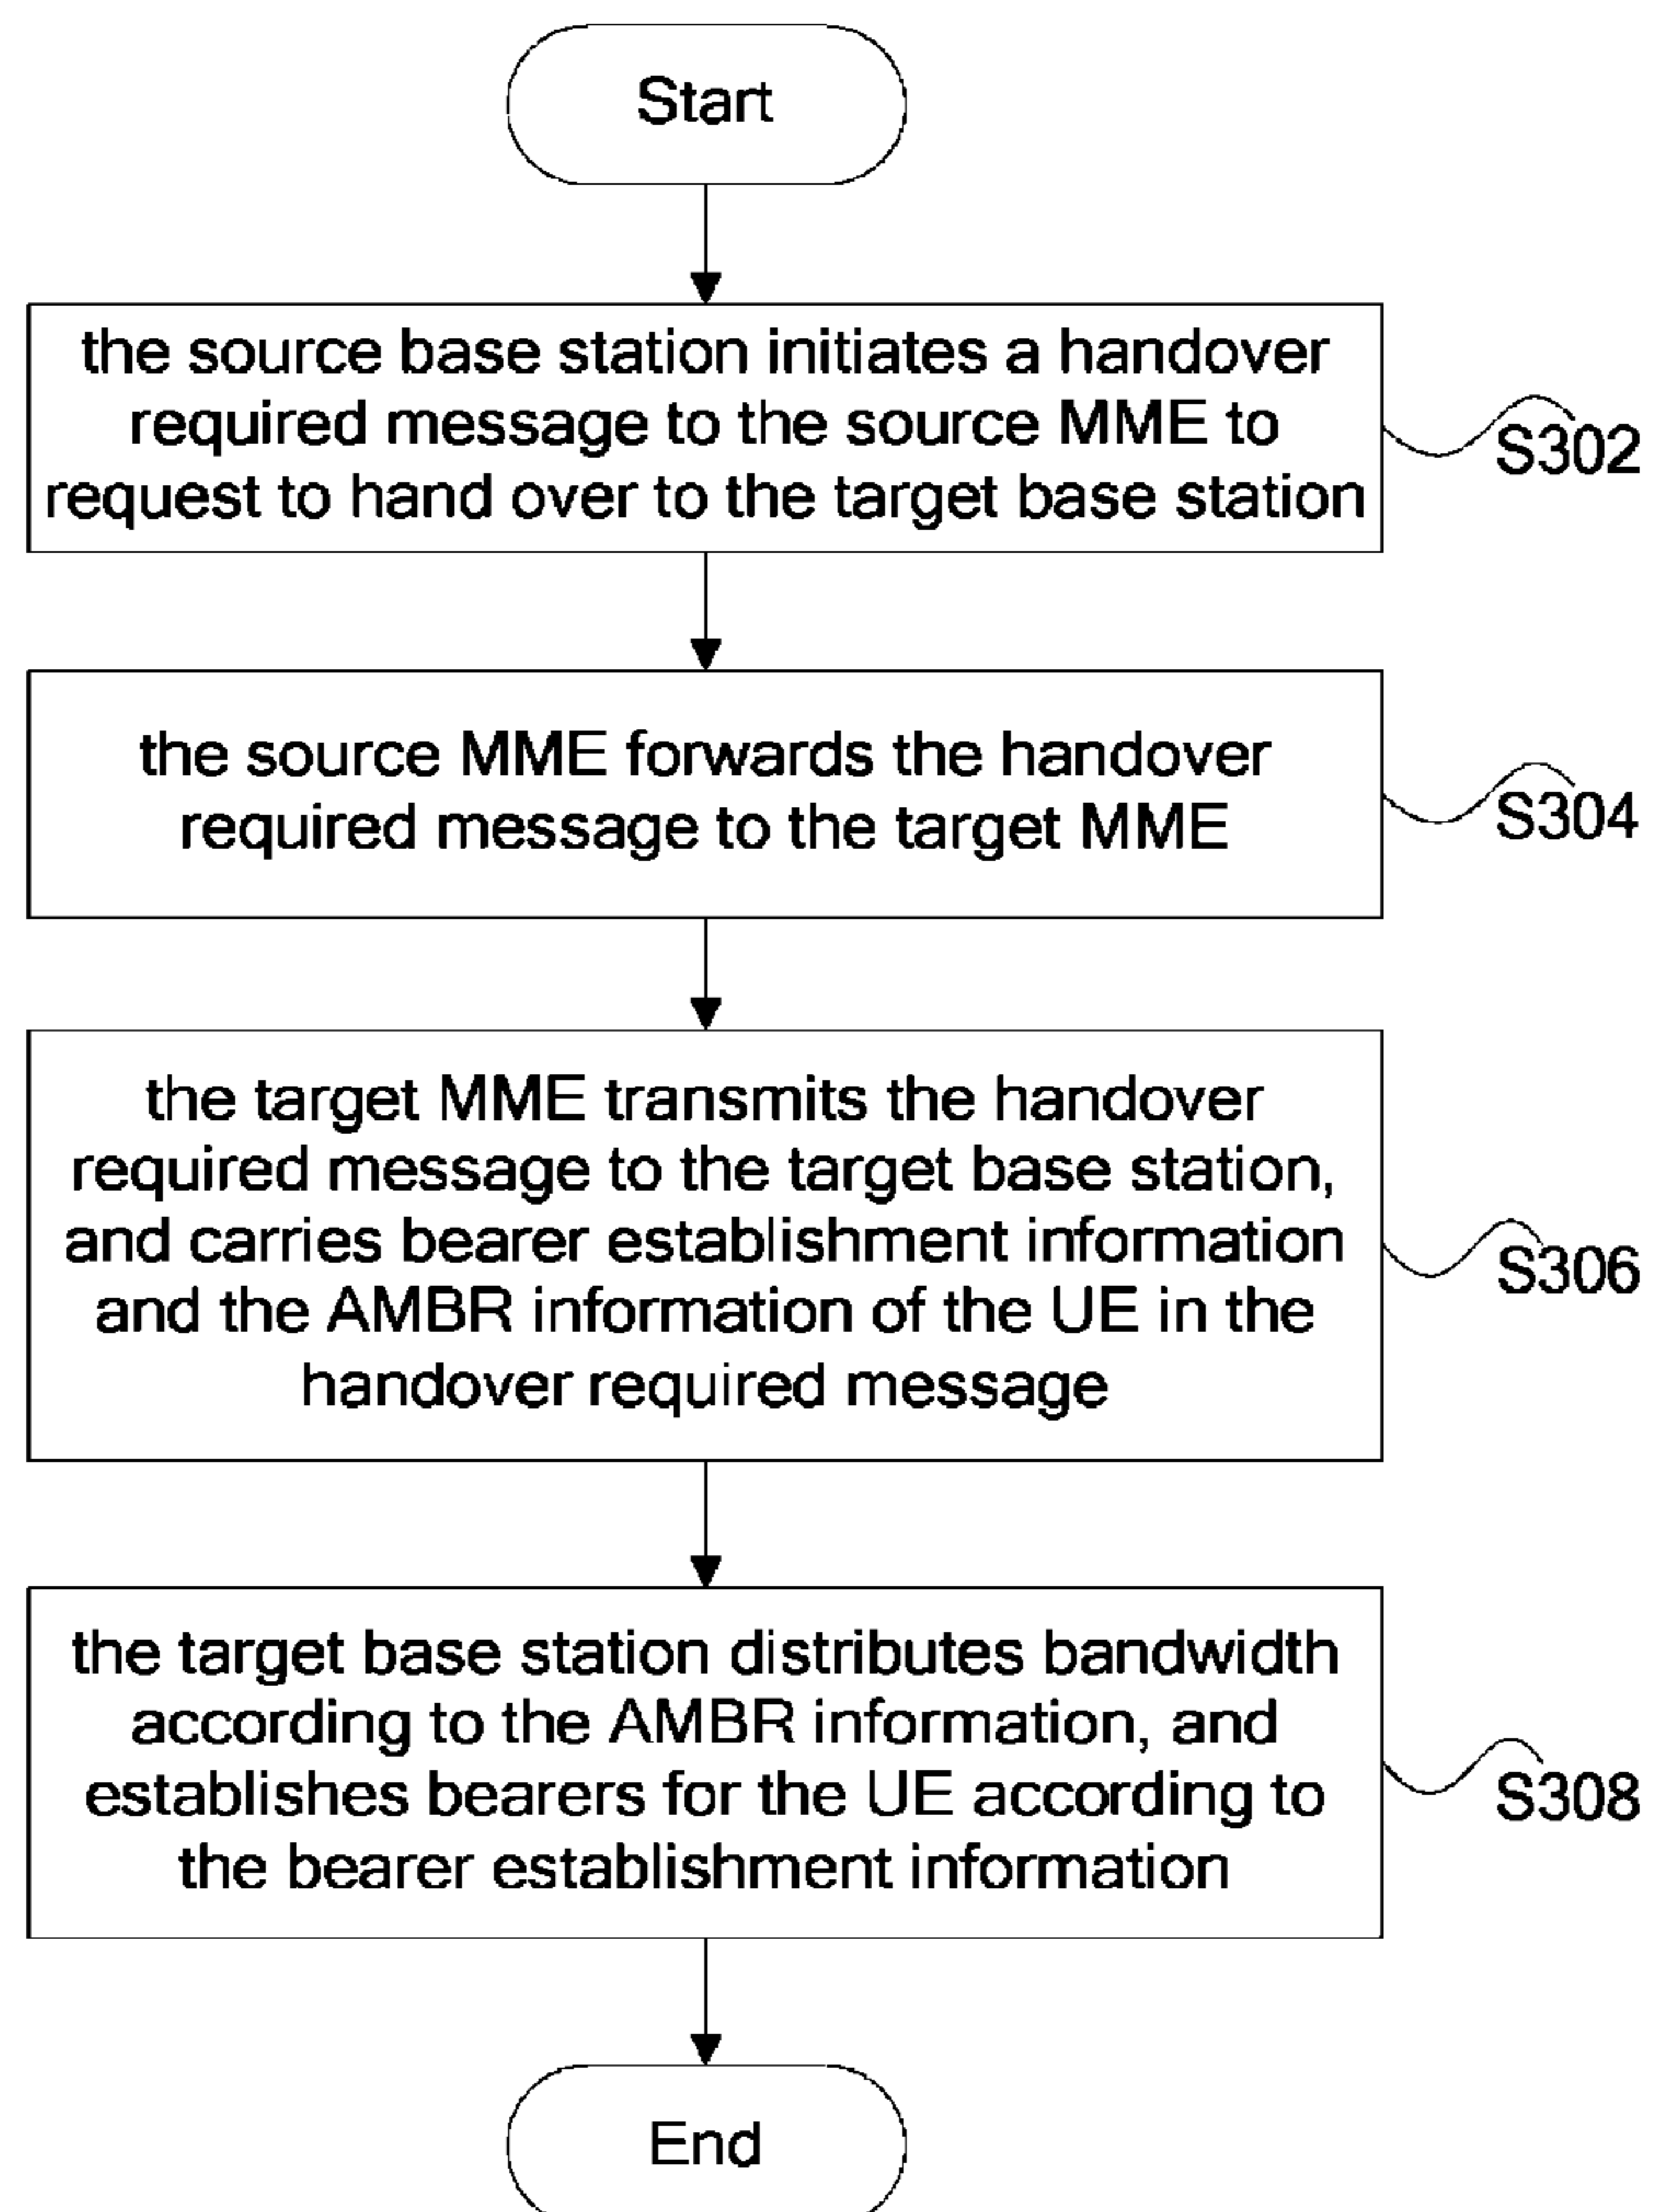 Start
the source base station initiates a handover
required message to the source MME to
request to hand over to the target base station
S302
the source MME forwards the handover
required message to the target MME
S304
the target MME transmits the handover
required message to the target base station,
and carries bearer establishment information
and the AMBR information of the UE in the
handover required message
S306
the target base station distributes bandwidth
according to the AMBR information, and
establishes bearers for the UE according to
the bearer establishment information
S308
End